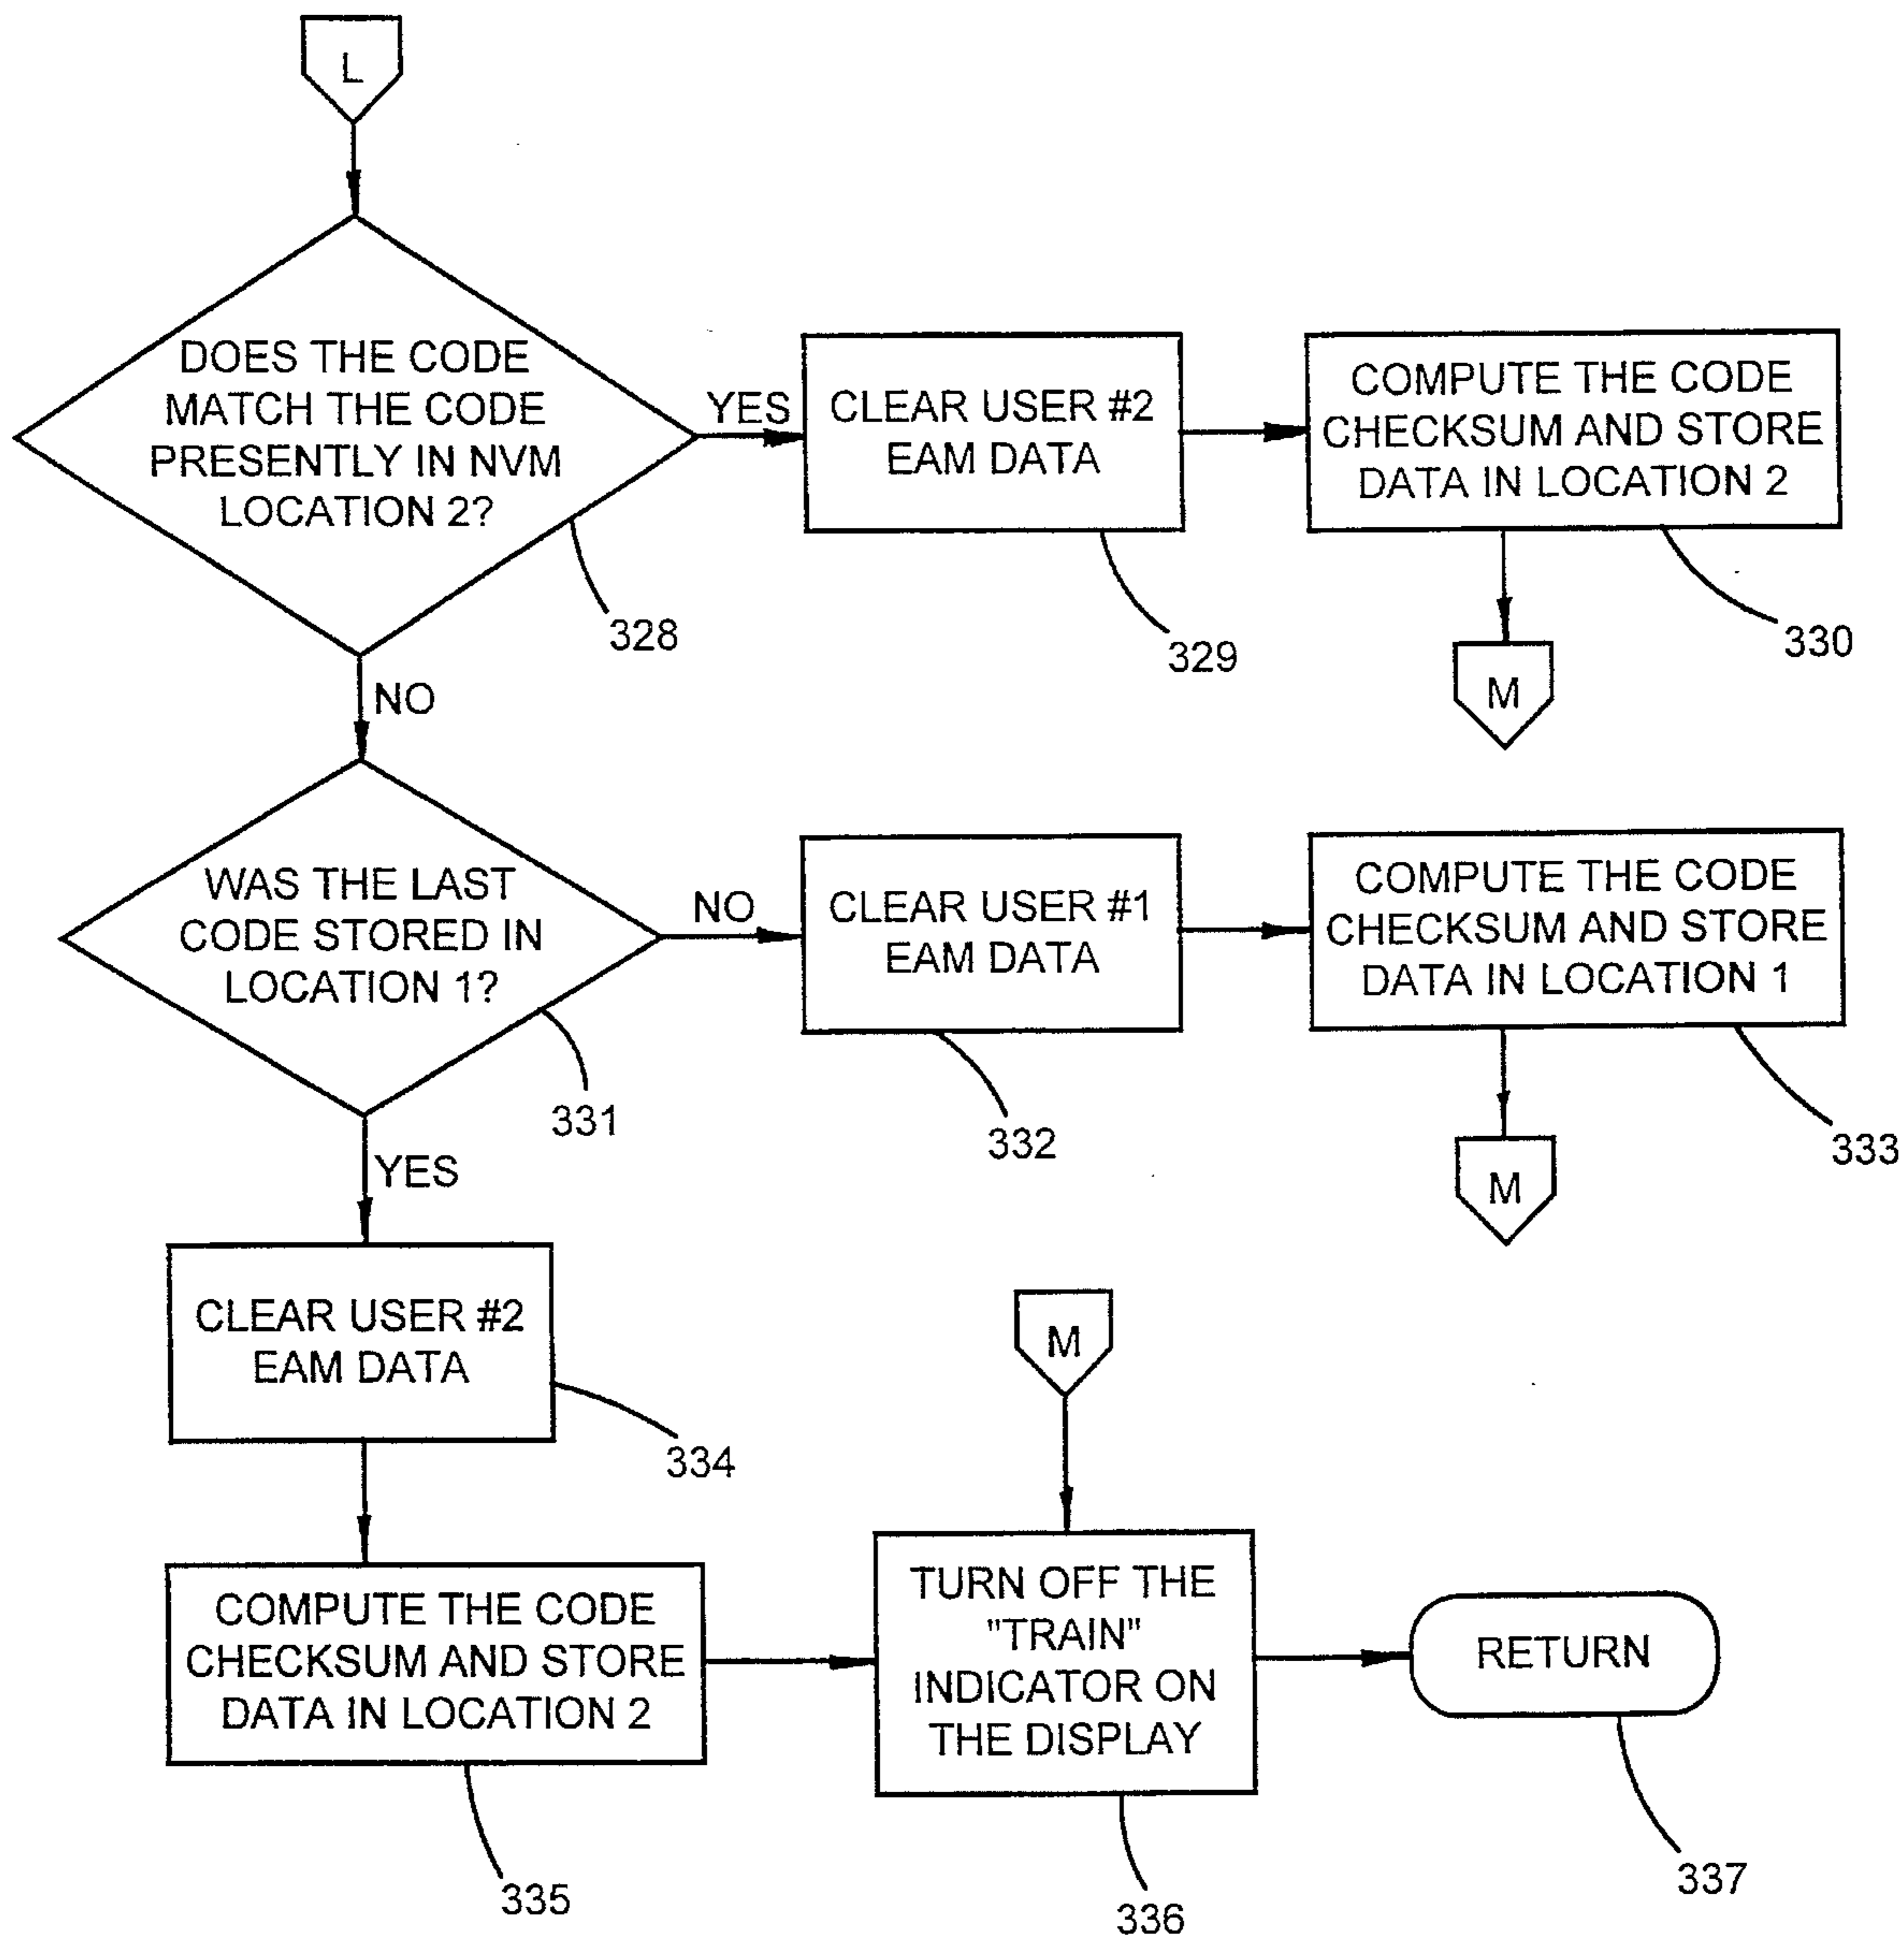 L
DOES THE CODE
MATCH THE CODE
PRESENTLY IN NVM
LOCATION 2?
328
YES
CLEAR USER #2
EAM DATA
329
COMPUTE THE CODE
CHECKSUM AND STORE
DATA IN LOCATION 2
330
M
NO
WAS THE LAST
CODE STORED IN
LOCATION 1?
331
NO
CLEAR USER #1
EAM DATA
332
COMPUTE THE CODE
CHECKSUM AND STORE
DATA IN LOCATION 1
333
M
YES
CLEAR USER #2
EAM DATA
334
COMPUTE THE CODE
CHECKSUM AND STORE
DATA IN LOCATION 2
335
M
TURN OFF THE
"TRAIN"
INDICATOR ON
THE DISPLAY
336
RETURN
337